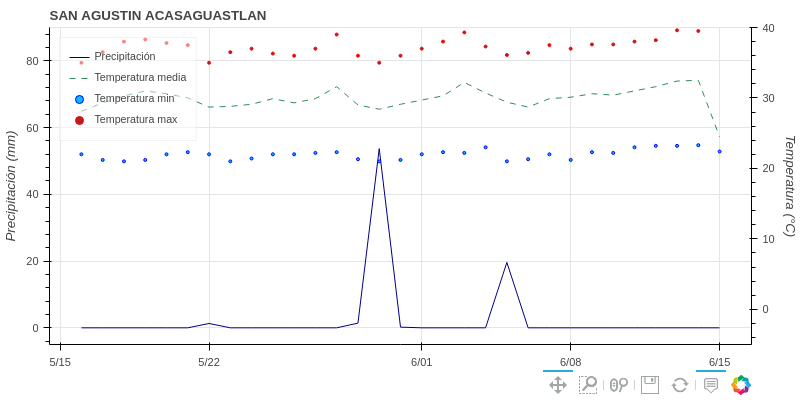 SAN AGUSTIN ACASAGUASTLAN
Precipitación
Temperatura media
Temperatura min
Temperatura max
Precipitación (mm)
80
60
40
20
0
Temperatura (°C)
40
30
20
10
0
5/15
5/22
6/01
6/08
6/15